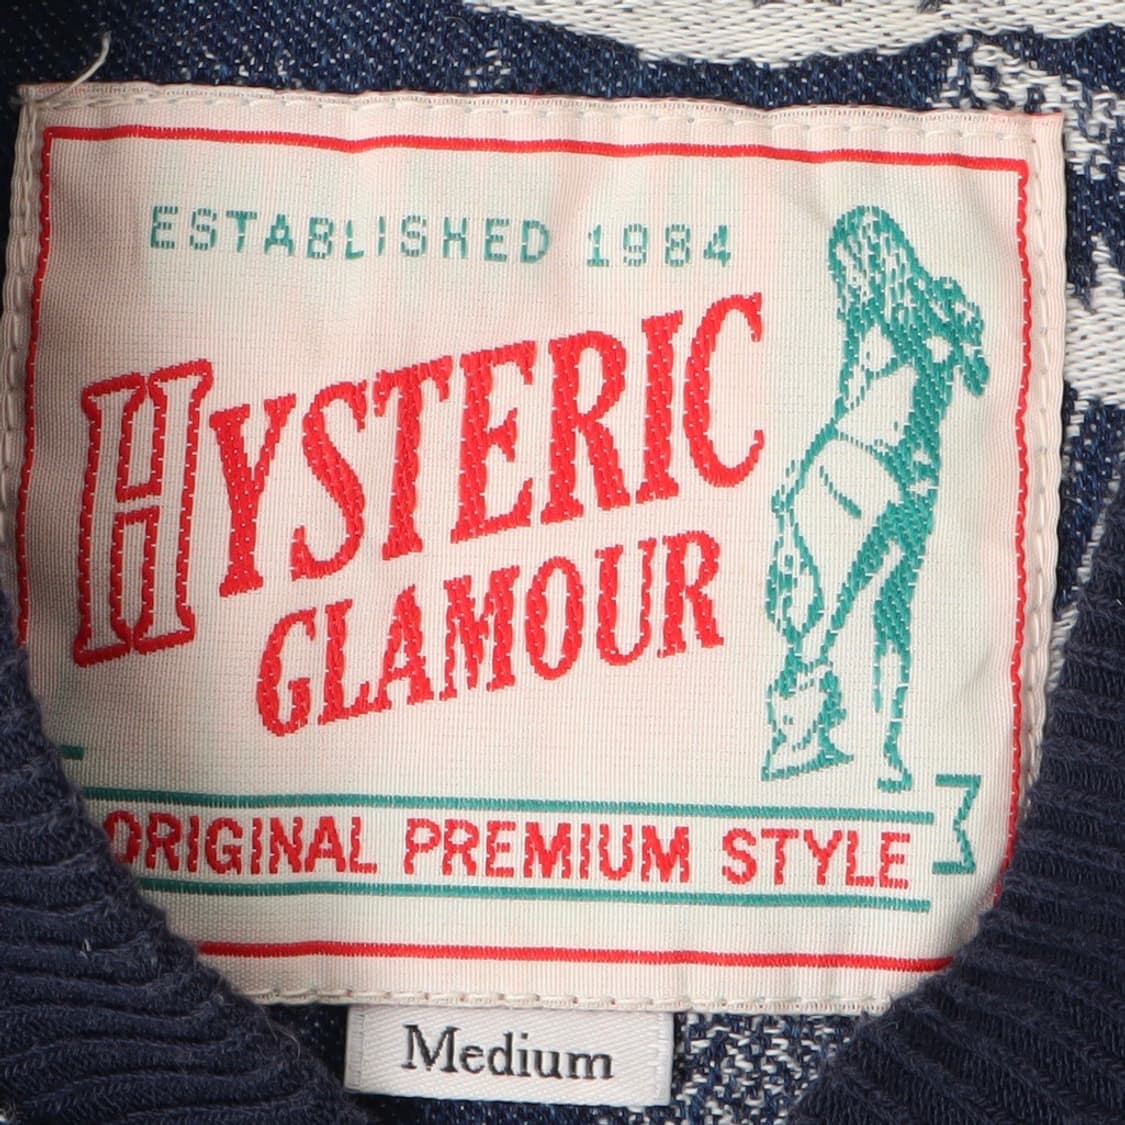 ESTABLISHED 1984
HYSTERIC
GLAMOUR
ORIGINAL PREMIUM STYLE
Medium